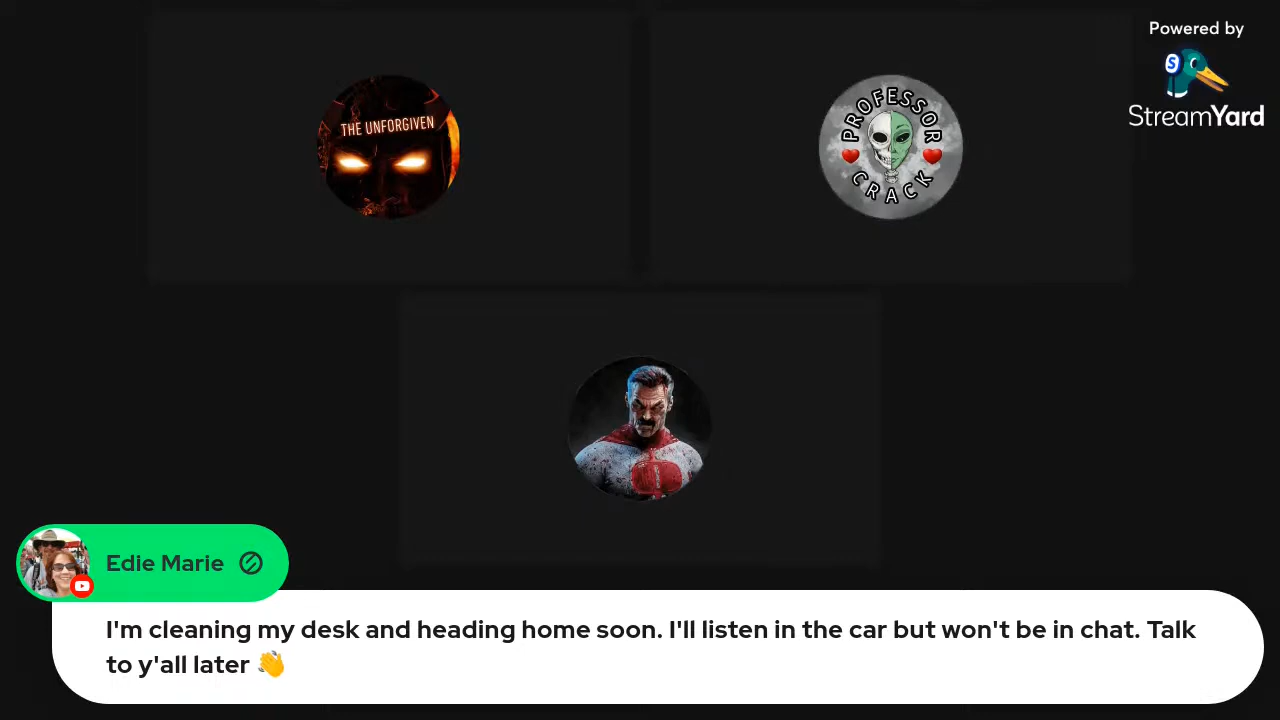 Powered by
StreamYard
THE UNFORGIVEN
PROFESSOR
CRACK
Edie Marie
I'm cleaning my desk and heading home soon. I'll listen in the car but won't be in chat. Talk
to y'all later 👋